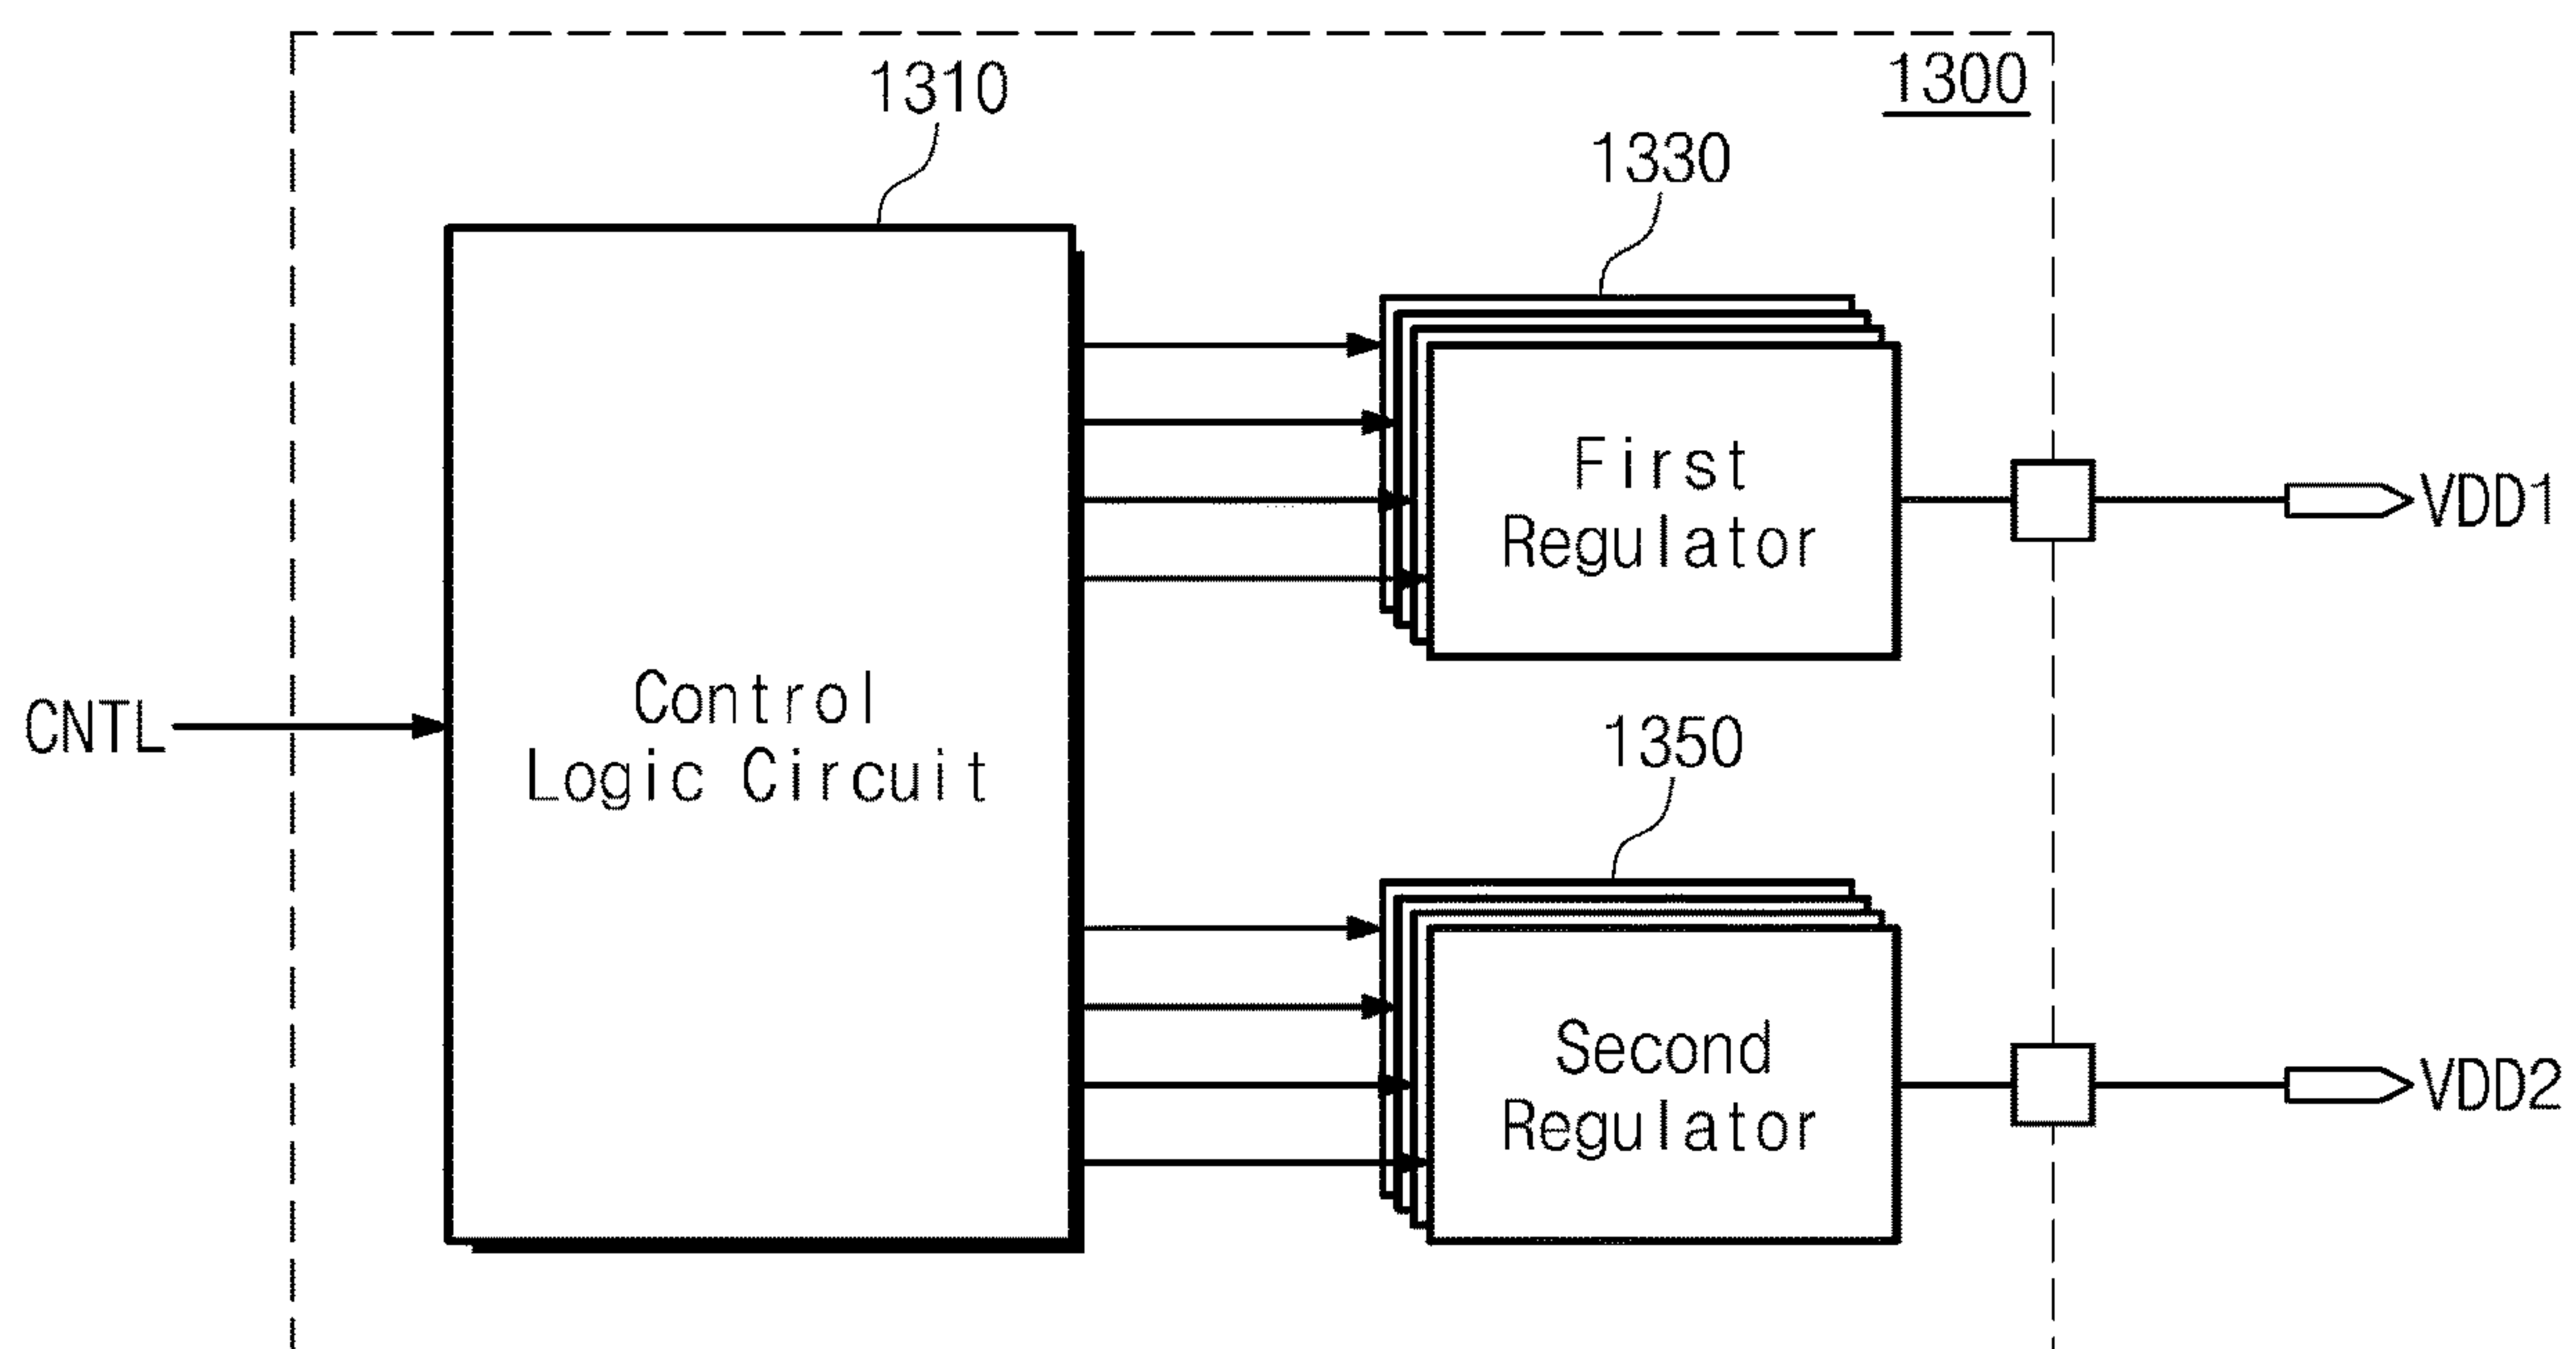 1300
1310
1330
First
Regulator
VDD1
Control
Logic Circuit
CNTL
1350
Second
Regulator
VDD2